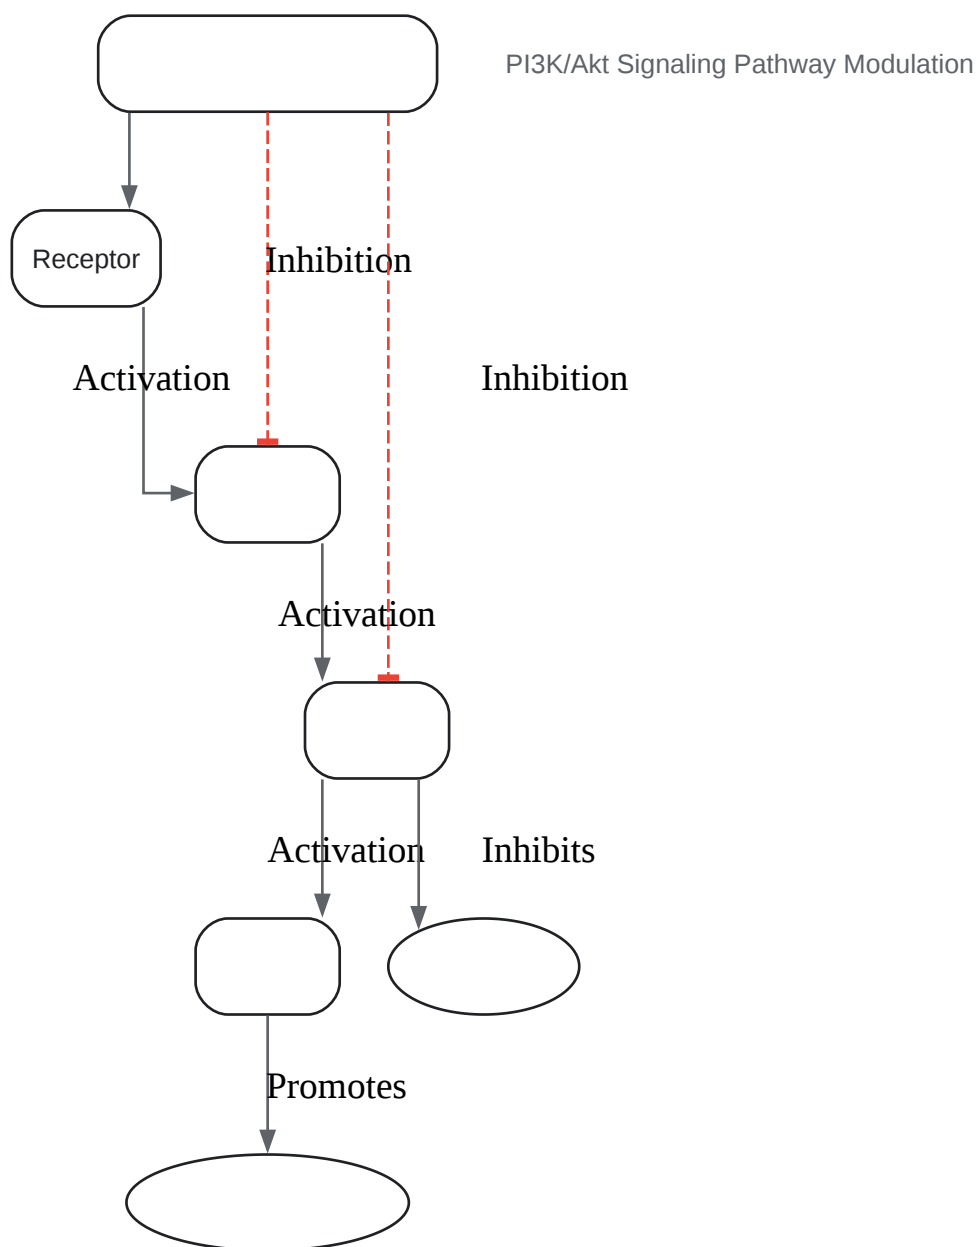 PI3K/Akt Signaling Pathway Modulation
Receptor
Inhibition
Activation
Inhibition
Activation
Activation
Inhibits
Promotes